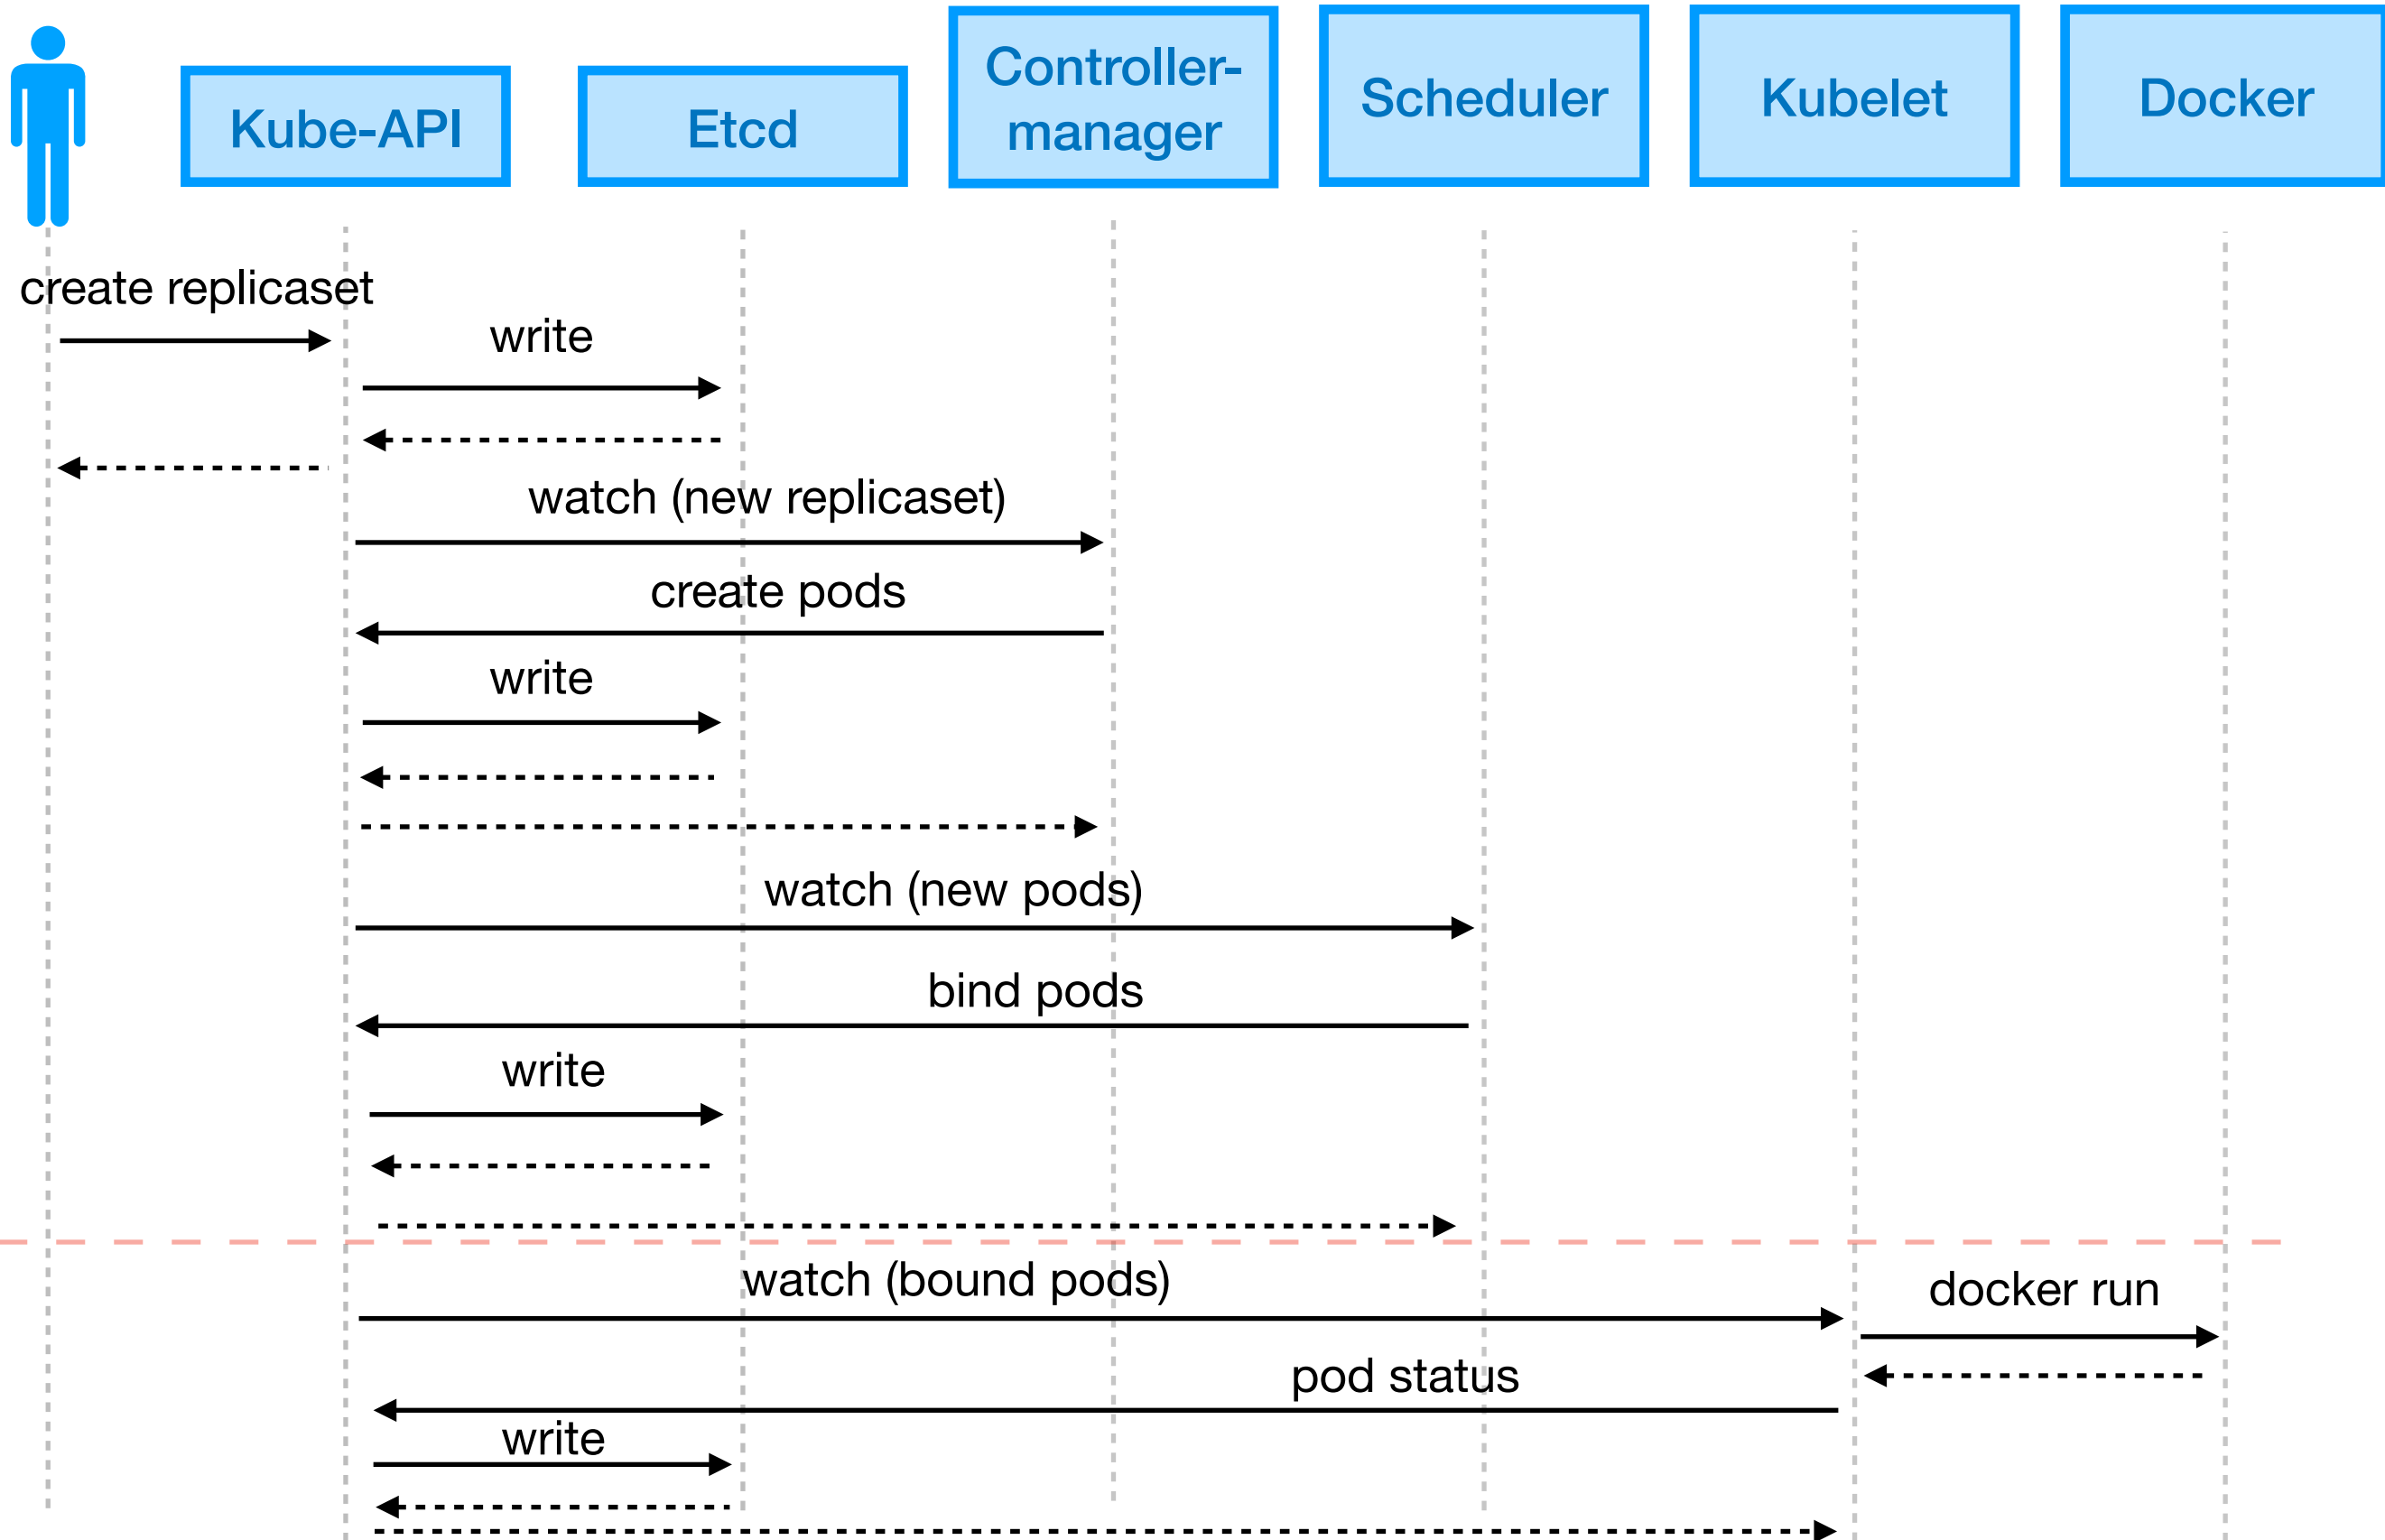 Kube-API
Etcd
Controller-
manager
Scheduler
Kubelet
Docker
create replicaset
write
watch (new replicaset)
create pods
write
watch (new pods)
bind pods
write
watch (bound pods)
docker run
pod status
write